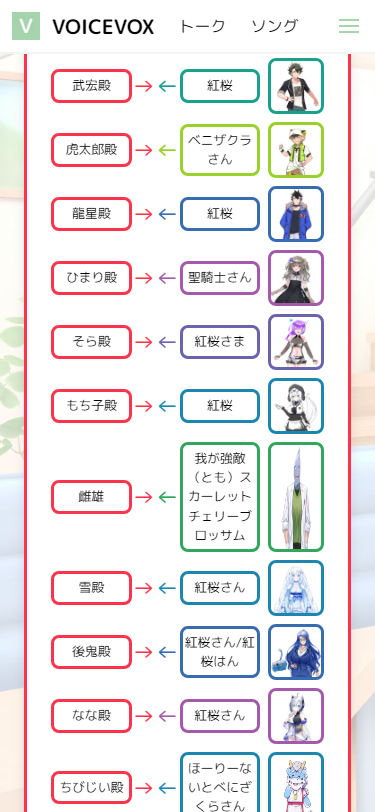 V VOICEVOX トーク ソング
武宏殿 → ← 紅桜
虎太郎殿 → ← ベニザクラ
さん
龍星殿 → ← 紅桜
ひまり殿 → ← 聖騎士さん
そら殿 → ← 紅桜さま
もち子殿 → ← 紅桜
雌雄 → ← 我が強敵
（とも）ス
カーレット
チェリーブ
ロッサム
雪殿 → ← 紅桜さん
後鬼殿 → ← 紅桜さん/紅
桜はん
なな殿 → ← 紅桜さん
ちびじい殿 → ← ほーりーな
いとべにざ
くらさん